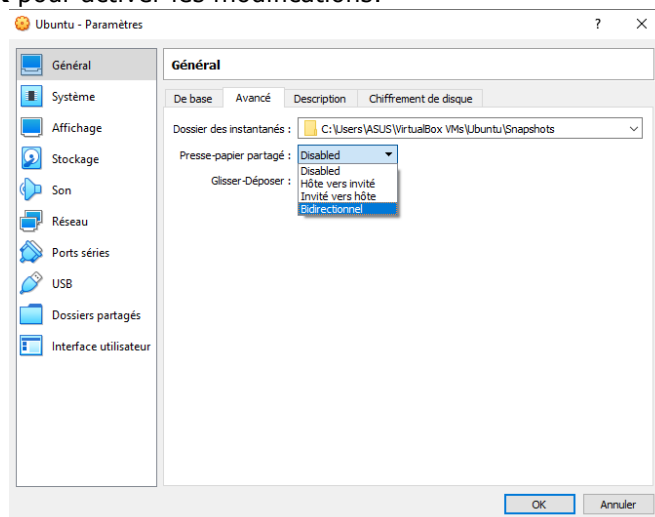 pour activer les modifications.
Ubuntu - Paramètres
?
Général
Système
Affichage
Stockage
Son
Réseau
Ports séries
USB
Dossiers partagés
Interface utilisateur
Général
De base Avancé Description Chiffrement de disque
Dossier des instantanés : C:\Users\ASUS\VirtualBox VMs\Ubuntu\Snapshots
Presse-papier partagé : Disabled
Glisser-Déposer :
Disabled
Hôte vers invité
Invité vers hôte
Bidirectionnel
OK Annuler